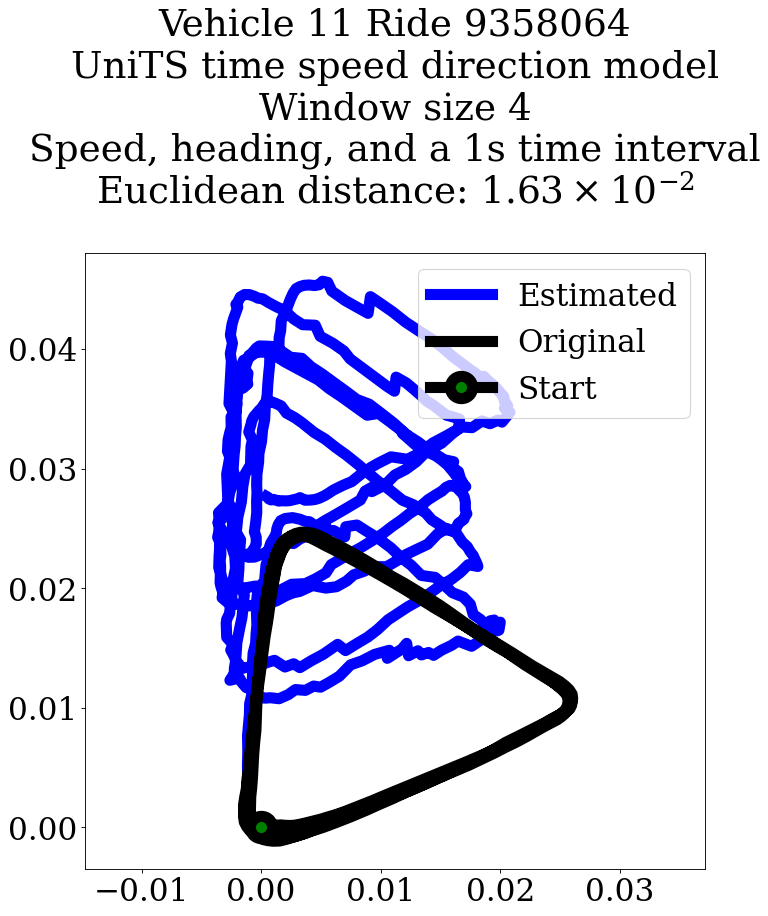 Vehicle 11 Ride 9358064
UniTS time speed direction model
Window size 4
Speed, heading, and a 1s time interval
Euclidean distance: 1.63 × 10⁻²
Estimated
Original
Start
0.04
0.03
0.02
0.01
0.00
−0.01 0.00 0.01 0.02 0.03